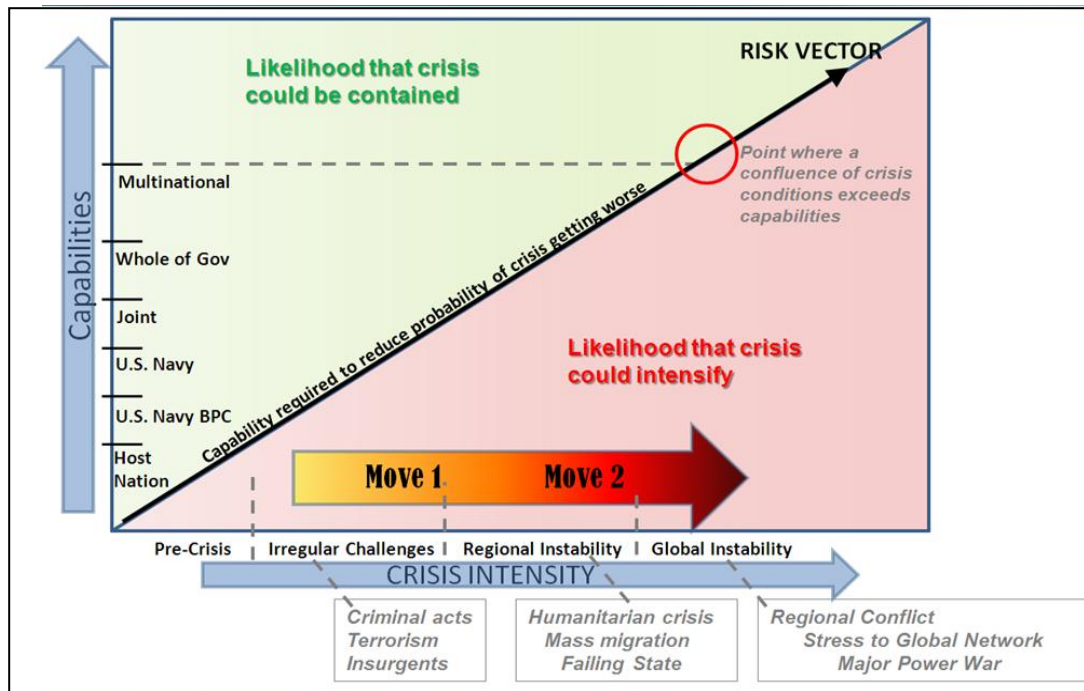 RISK VECTOR
Likelihood that crisis
could be contained
Point where a
confluence of crisis
conditions exceeds
capabilities
Capabilities
Multinational
Whole of Gov
Joint
U.S. Navy
U.S. Navy BPC
Host
Nation
Capability required to reduce probability of crisis getting worse
Likelihood that crisis
could intensify
Move 1
Move 2
Pre-Crisis
Irregular Challenges
Regional Instability
Global Instability
CRISIS INTENSITY
Criminal acts
Terrorism
Insurgents
Humanitarian crisis
Mass migration
Failing State
Regional Conflict
Stress to Global Network
Major Power War